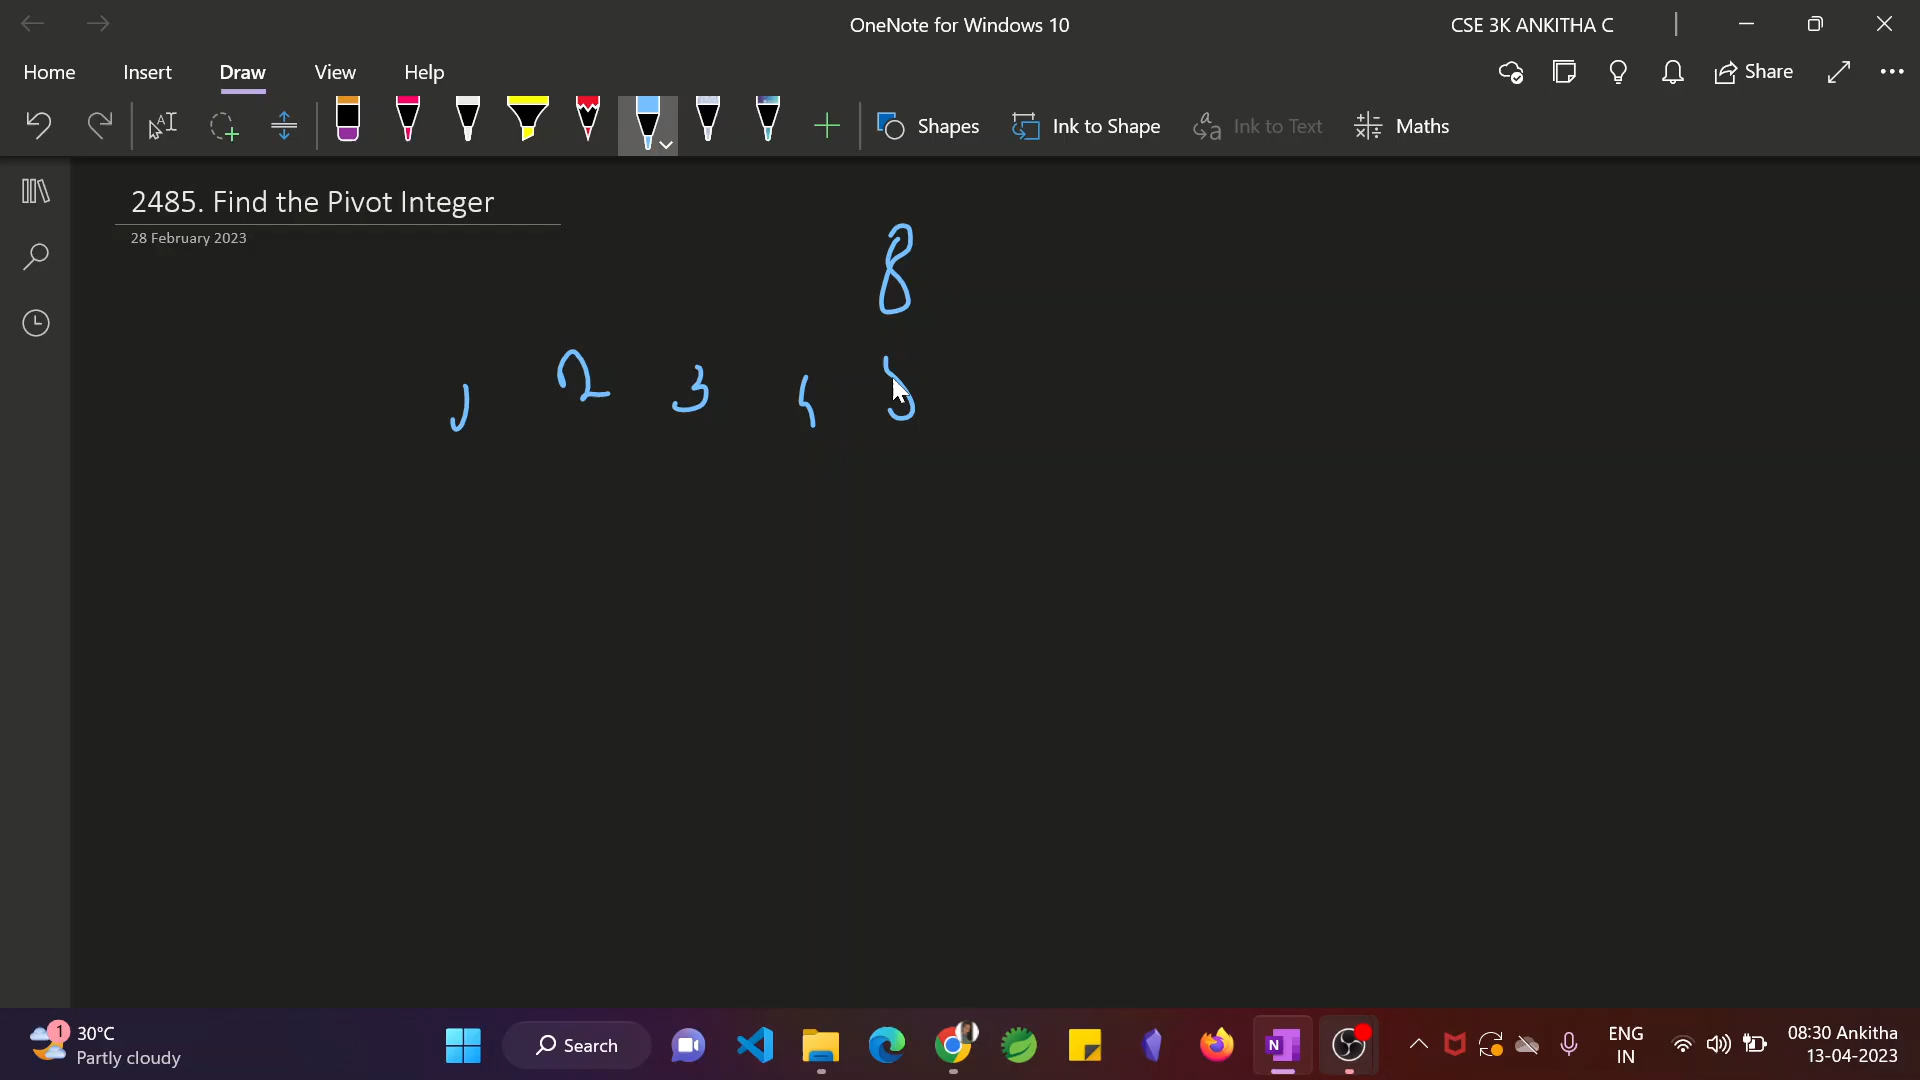 OneNote for Windows 10
CSE 3K ANKITHA C
Home Insert Draw View Help
Share
Shapes Ink to Shape Ink to Text Maths
2485. Find the Pivot Integer
28 February 2023
8
1 2 3 4 5
1 30°C
Partly cloudy
Search
ENG
IN
08:30 Ankitha
13-04-2023